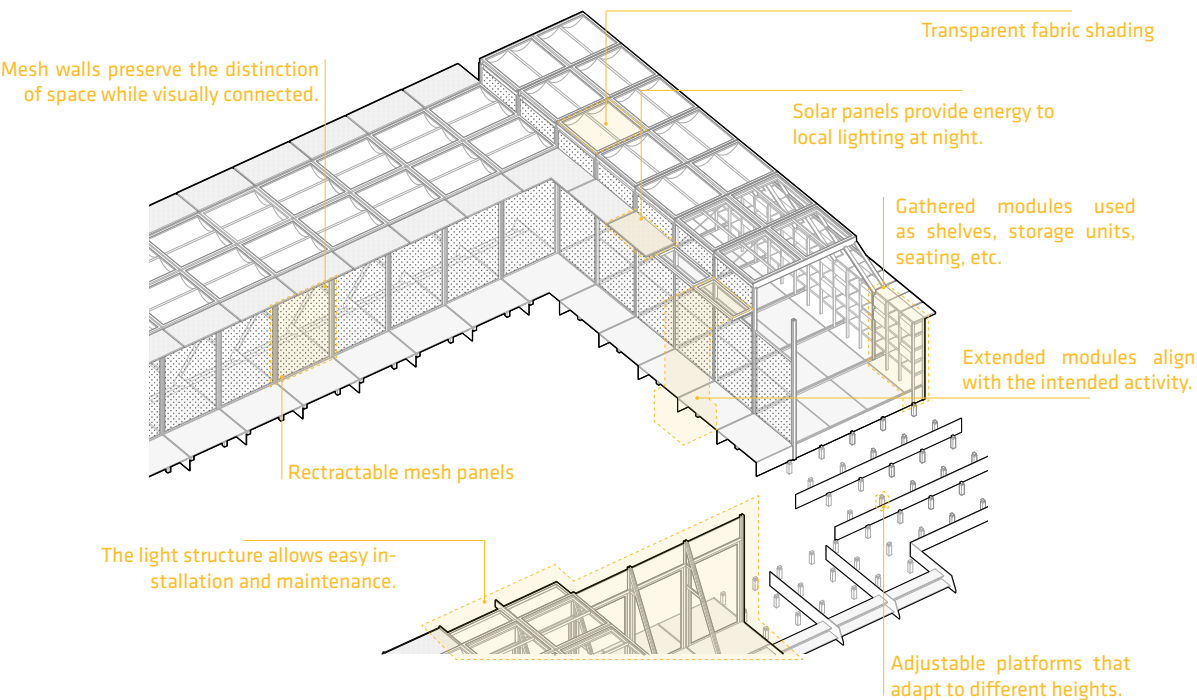 Transparent fabric shading
Mesh walls preserve the distinction
of space while visually connected.
Solar panels provide energy to
local lighting at night.
Gathered modules used
as shelves, storage units,
seating, etc.
Extended modules align
with the intended activity.
Rectractable mesh panels
The light structure allows easy in-
stallation and maintenance.
Adjustable platforms that
adapt to different heights.